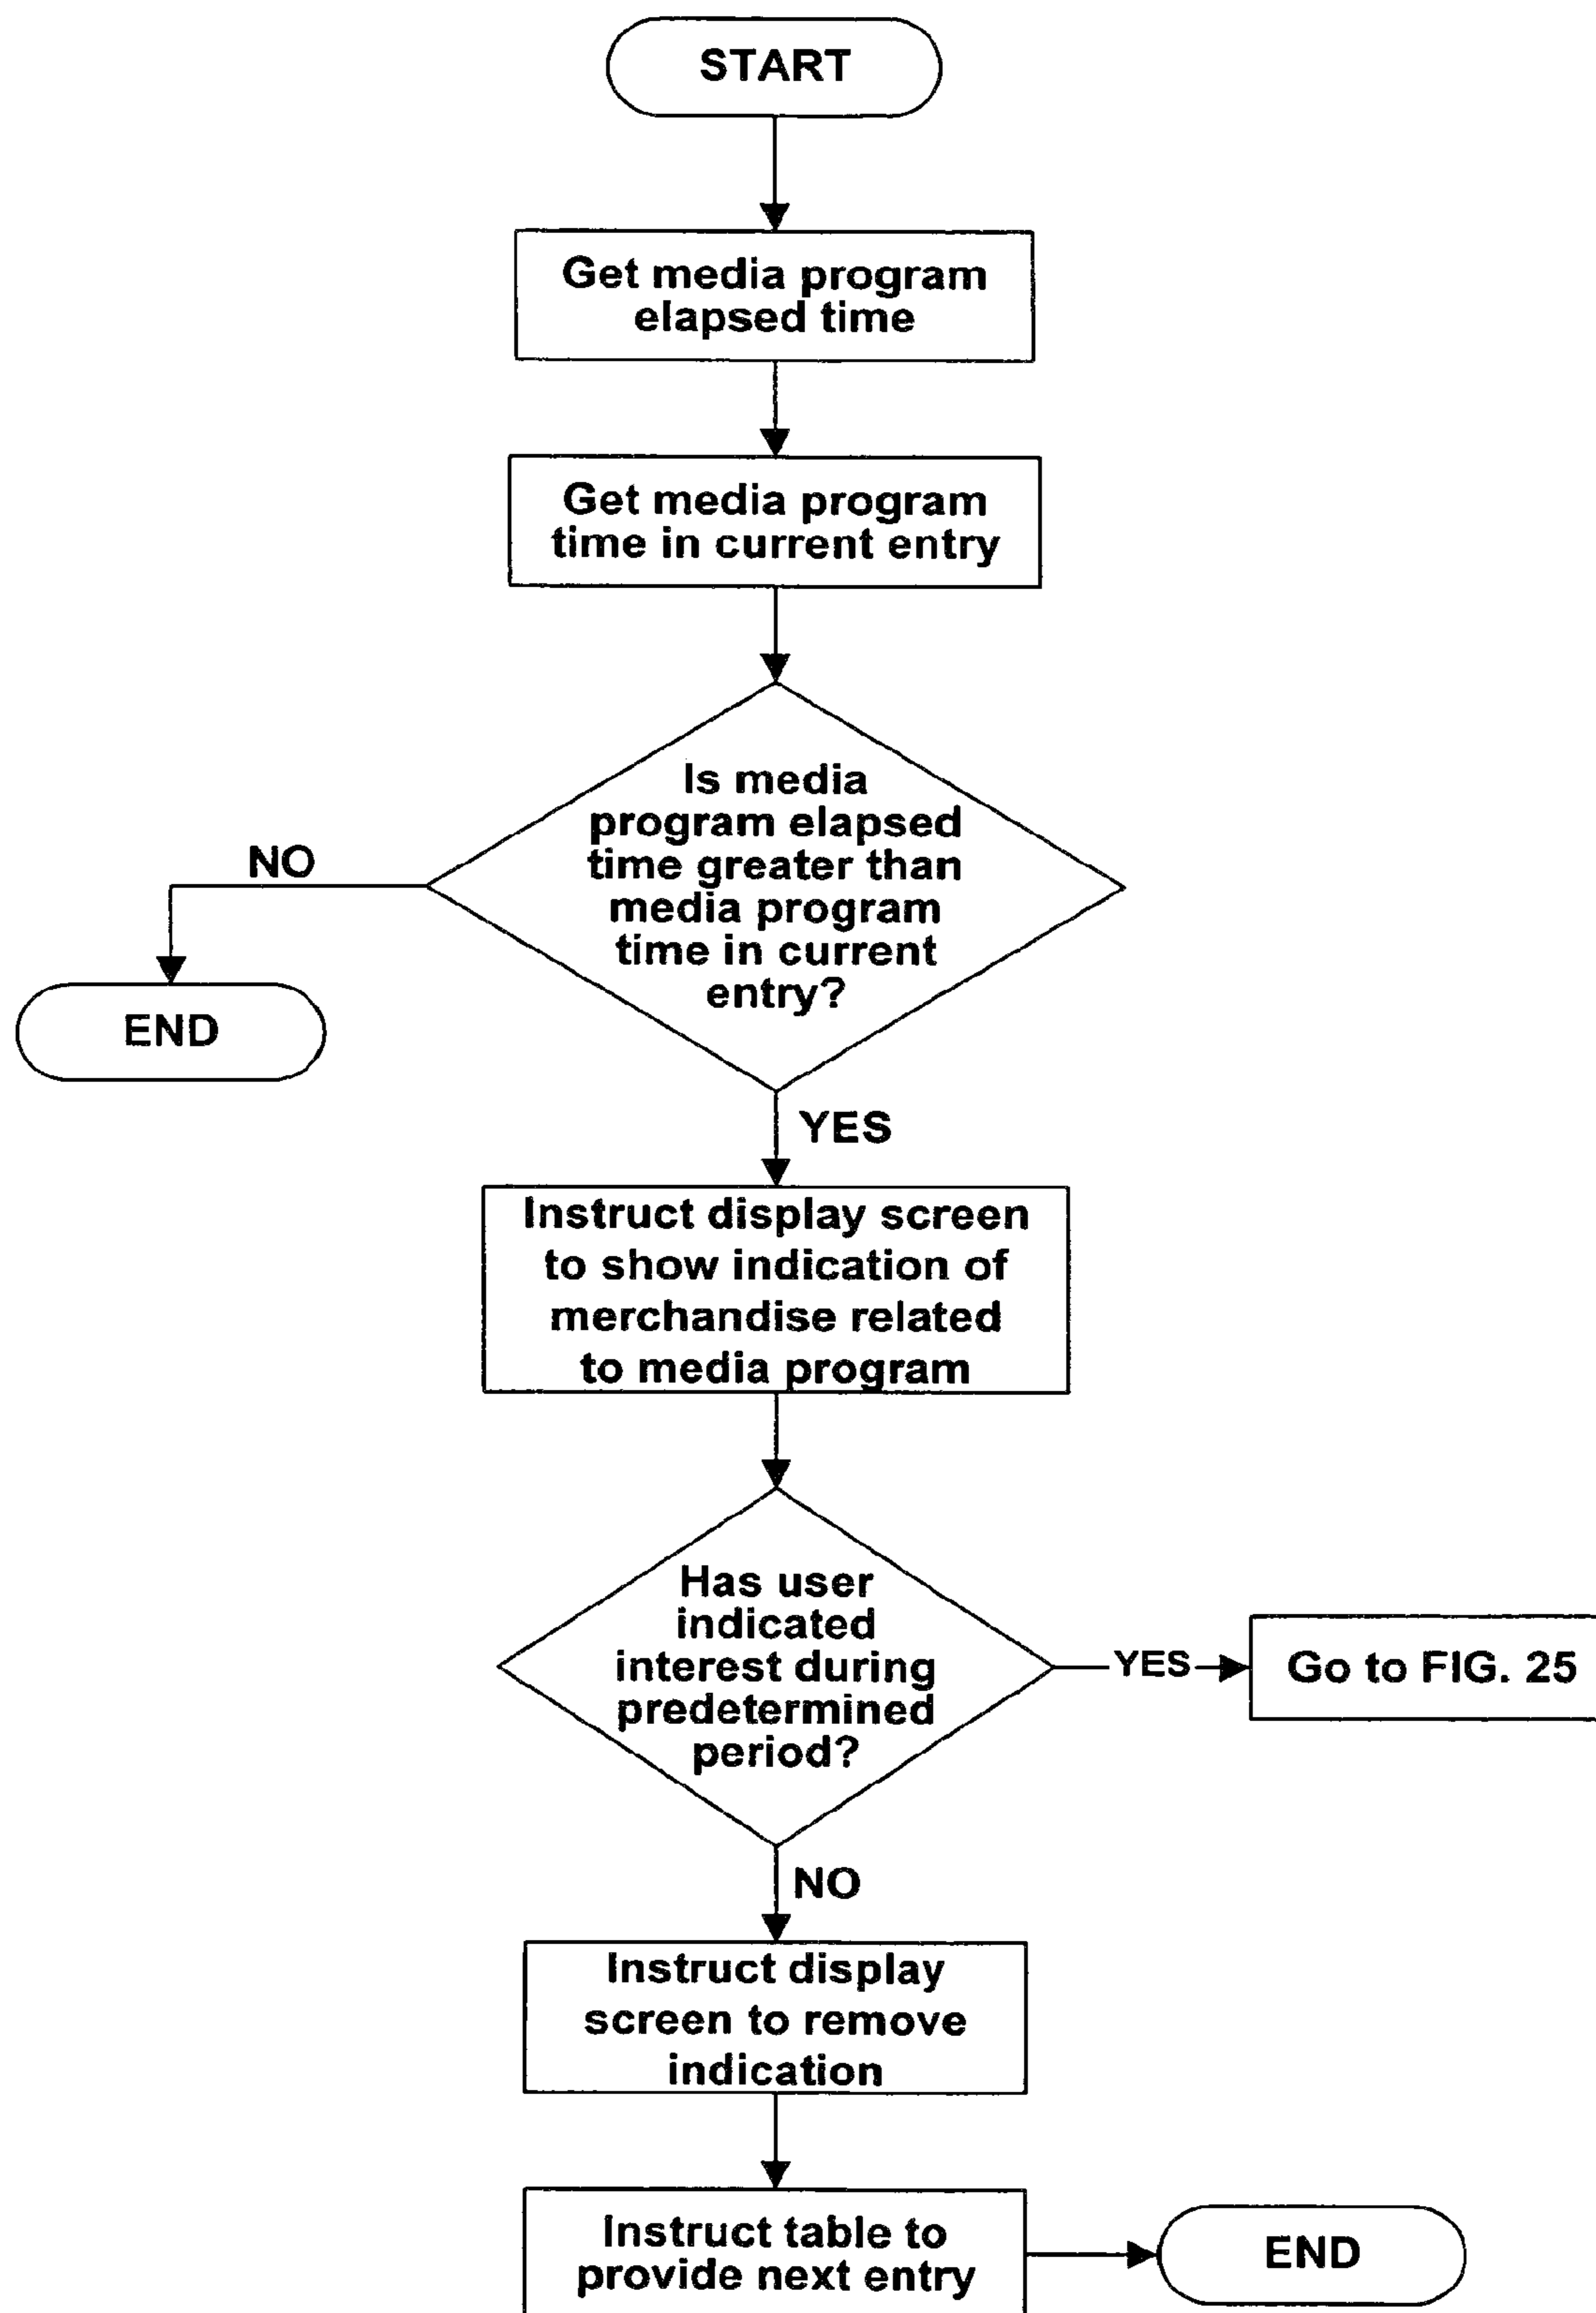 START
Get media program
elapsed time
Get media program
time in current entry
Is media
program elapsed
time greater than
media program
time in current
entry?
NO
END
YES
Instruct display screen
to show indication of
merchandise related
to media program
Has user
indicated
interest during
predetermined
period?
YES
Go to FIG. 25
NO
Instruct display
screen to remove
indication
Instruct table to
provide next entry
END